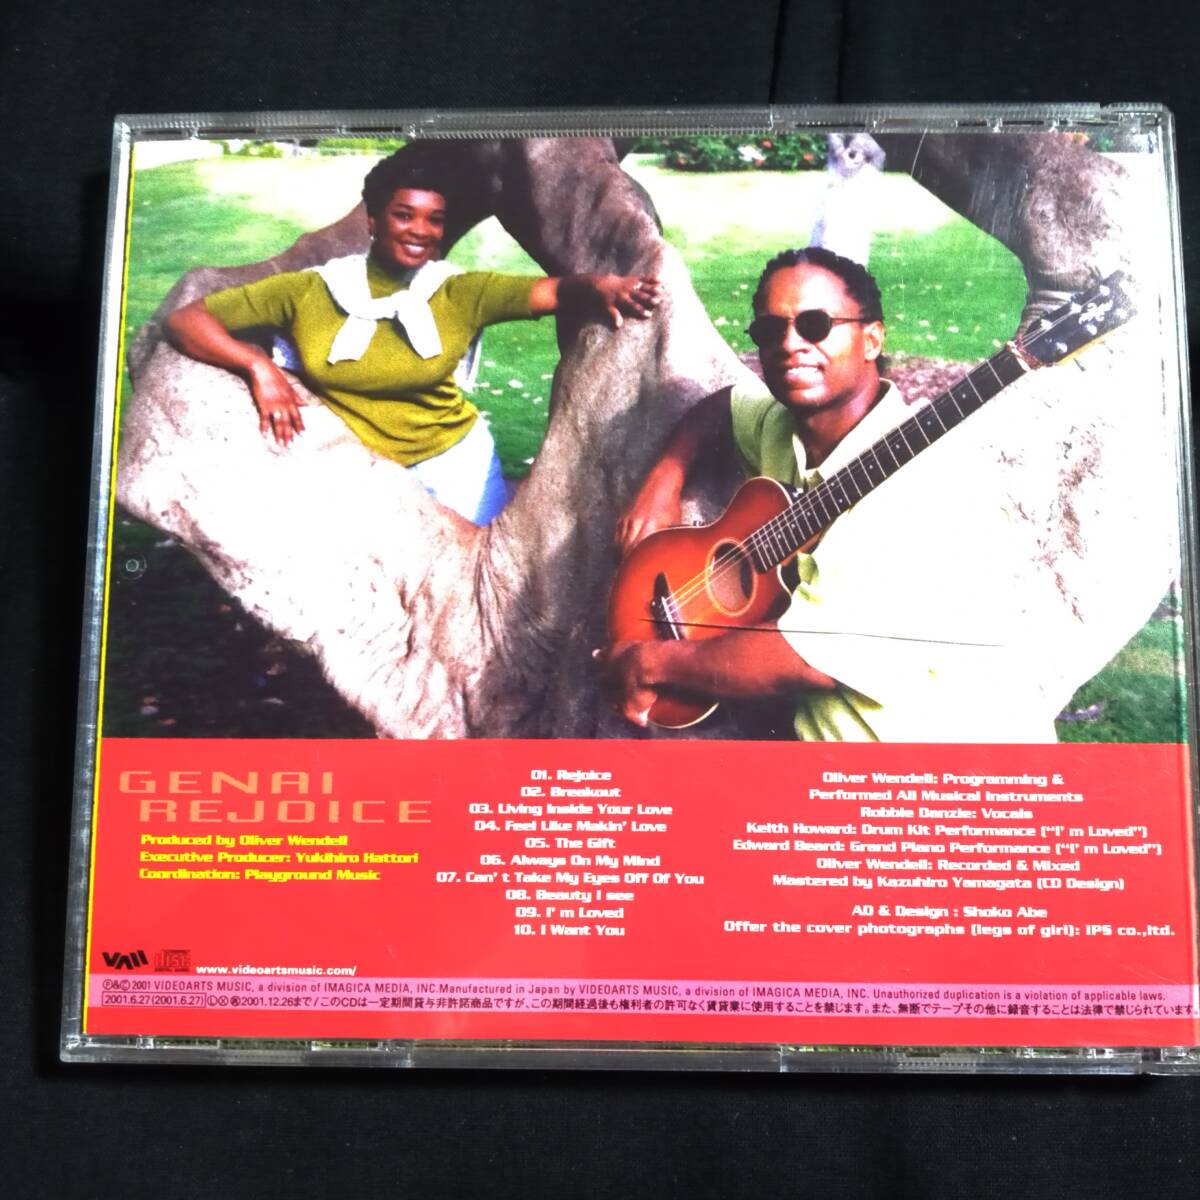 GENAI
REJOICE
Produced by Oliver Wendell
Executive Producer: Yukihiro Hattori
Coordination: Playground Music
01. Rejoice
02. Breakout
03. Living Inside Your Love
04. Feel Like Makin' Love
05. The Gift
06. Always On My Mind
07. Can't Take My Eyes Off Of You
08. Beauty I see
09. I'm Loved
10. I Want You
Oliver Wendell: Programming &
Performed All Musical Instruments
Robbie Danzie: Vocals
Keith Howard: Drum Kit Performance ("I'm Loved")
Edward Beard: Grand Piano Performance ("I'm Loved")
Oliver Wendell: Recorded & Mixed
Mastered by Kazuhiro Yamagata (CD Design)
AD & Design : Shoko Abe
Offer the cover photographs (legs of girl): IPS co.,ltd.
www.videoartsmusic.com/
Ⓟ&© 2001 VIDEOARTS MUSIC, a division of IMAGICA MEDIA, INC.Manufactured in Japan by VIDEOARTS MUSIC, a division of IMAGICA MEDIA, INC. Unauthorized duplication is a violation of applicable laws.
2001.6.27(2001.6.27) Ⓛ Ⓧ 2001.12.26まで/このCDは一定期間貸与非許諾商品ですが、この期間経過後も権利者の許可なく賃貸業に使用することを禁じます。また、無断でテープその他に録音することは法律で禁じられています。